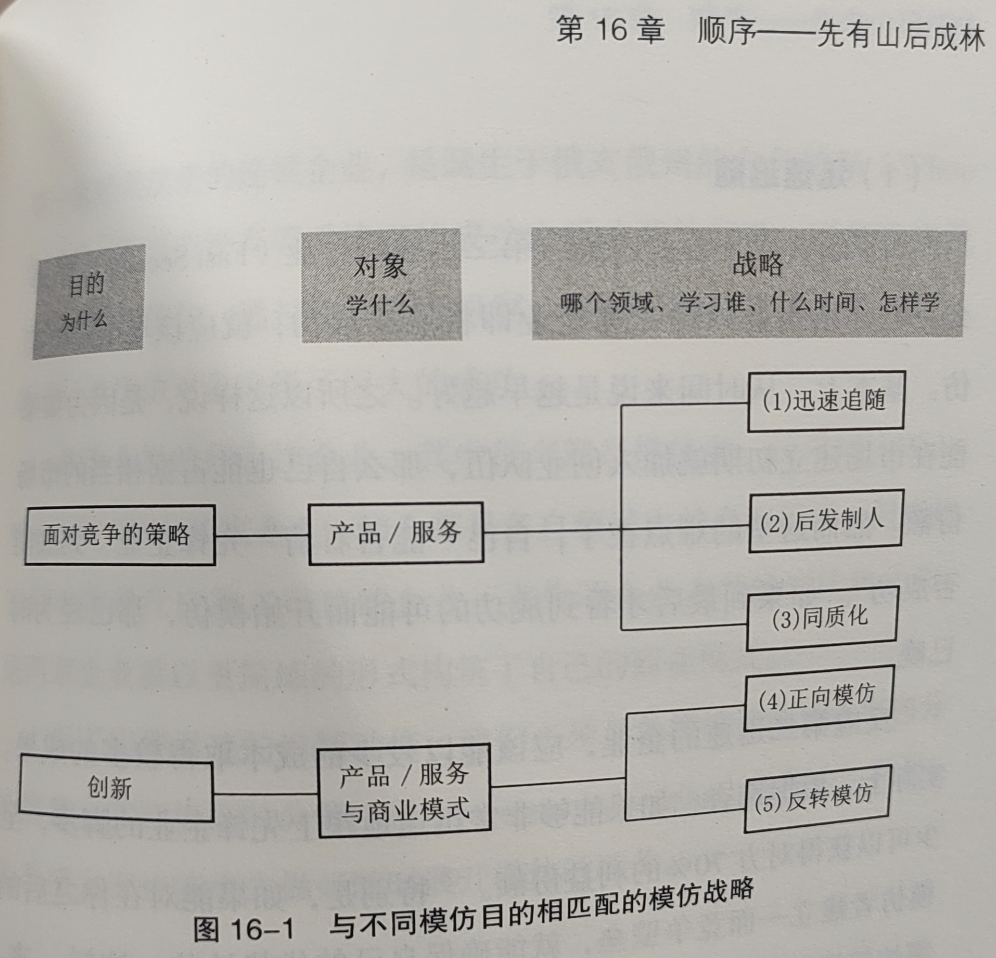 第 16 章 顺序——先有山后成林
目的
为什么
对象
学什么
战略
哪个领域、学习谁、什么时间、怎样学
面对竞争的策略
产品 / 服务
(1)迅速追随
(2)后发制人
(3)同质化
创新
产品 / 服务
与商业模式
(4)正向模仿
(5)反转模仿
图 16-1 与不同模仿目的相匹配的模仿战略